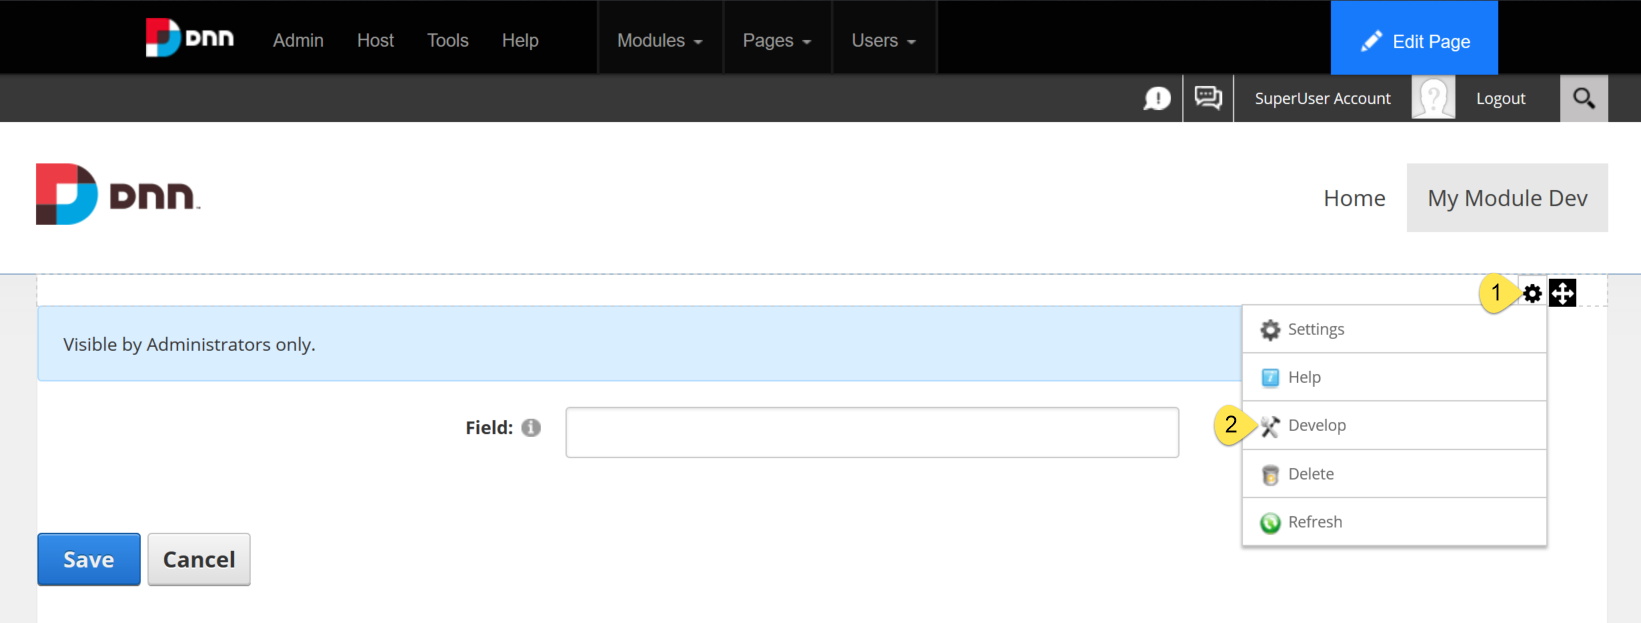 DNN Admin Host Tools Help Modules Pages Users Edit Page
SuperUser Account Logout
DNN Home My Module Dev
1
Settings
Visible by Administrators only.
Help
Field:
2 Develop
Delete
Refresh
Save Cancel